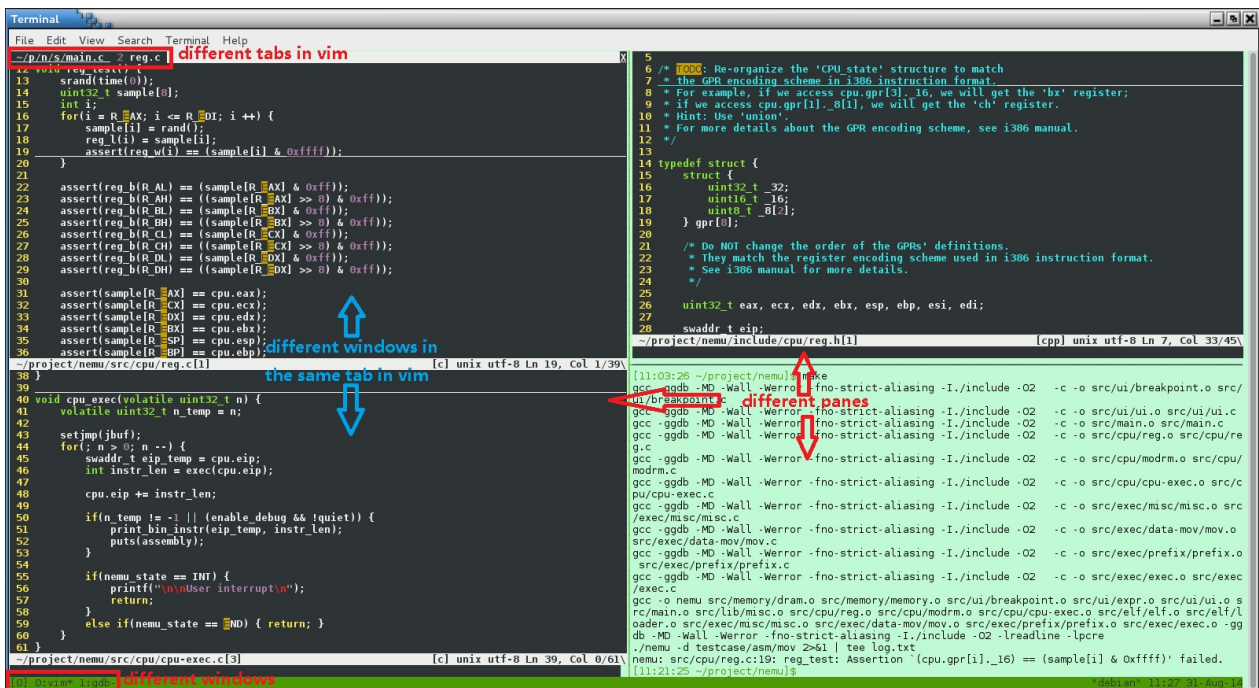 Terminal
File Edit View Search Terminal Help
~/p/n/s/main.c 2 reg.c
different tabs in vim
X
12 void reg_test() {
13     srand(time(0));
14     uint32_t sample[8];
15     int i;
16     for(i = R_EAX; i <= R_EDI; i ++) {
17         sample[i] = rand();
18         reg_l(i) = sample[i];
19         assert(reg_w(i) == (sample[i] & 0xffff));
20     }
21
22     assert(reg_b(R_AL) == (sample[R_EAX] & 0xff));
23     assert(reg_b(R_AH) == ((sample[R_EAX] >> 8) & 0xff));
24     assert(reg_b(R_BL) == (sample[R_EBX] & 0xff));
25     assert(reg_b(R_BH) == ((sample[R_EBX] >> 8) & 0xff));
26     assert(reg_b(R_CL) == (sample[R_ECX] & 0xff));
27     assert(reg_b(R_CH) == ((sample[R_ECX] >> 8) & 0xff));
28     assert(reg_b(R_DL) == (sample[R_EDX] & 0xff));
29     assert(reg_b(R_DH) == ((sample[R_EDX] >> 8) & 0xff));
30
31     assert(sample[R_EAX] == cpu.eax);
32     assert(sample[R_ECX] == cpu.ecx);
33     assert(sample[R_EDX] == cpu.edx);
34     assert(sample[R_EBX] == cpu.ebx);
35     assert(sample[R_ESP] == cpu.esp);
36     assert(sample[R_EBP] == cpu.ebp);
different windows in
~/project/nemu/src/cpu/reg.c[1] [c] unix utf-8 Ln 19, Col 1/39\
the same tab in vim
38 }
39
40 void cpu_exec(volatile uint32_t n) {
41     volatile uint32_t n_temp = n;
42
43     setjmp(jbuf);
44     for(; n > 0; n --) {
45         swaddr_t eip_temp = cpu.eip;
46         int instr_len = exec(cpu.eip);
47
48         cpu.eip += instr_len;
49
50         if(n_temp != -1 || (enable_debug && !quiet)) {
51             print_bin_instr(eip_temp, instr_len);
52             puts(assembly);
53         }
54
55         if(nemu_state == INT) {
56             printf("\n\nUser interrupt\n");
57             return;
58         }
59         else if(nemu_state == END) { return; }
60     }
61 }
~/project/nemu/src/cpu/cpu-exec.c[3] [c] unix utf-8 Ln 39, Col 0/61\
5
6 /* TODO: Re-organize the `CPU_state' structure to match
7  * the GPR encoding scheme in i386 instruction format.
8  * For example, if we access cpu.gpr[3]._16, we will get the `bx' register;
9  * if we access cpu.gpr[1]._8[1], we will get the `ch' register.
10  * Hint: Use `union'.
11  * For more details about the GPR encoding scheme, see i386 manual.
12  */
13
14 typedef struct {
15     struct {
16         uint32_t _32;
17         uint16_t _16;
18         uint8_t _8[2];
19     } gpr[8];
20
21     /* Do NOT change the order of the GPRs' definitions.
22      * They match the register encoding scheme used in i386 instruction format.
23      * See i386 manual for more details.
24      */
25
26     uint32_t eax, ecx, edx, ebx, esp, ebp, esi, edi;
27
28     swaddr_t eip;
~/project/nemu/include/cpu/reg.h[1] [cpp] unix utf-8 Ln 7, Col 33/45\
[11:03:26 ~/project/nemu]$ make
gcc -ggdb -MD -Wall -Werror -fno-strict-aliasing -I./include -O2   -c -o src/ui/breakpoint.o src/
ui/breakpoint.c
different panes
gcc -ggdb -MD -Wall -Werror -fno-strict-aliasing -I./include -O2   -c -o src/ui/ui.o src/ui/ui.c
gcc -ggdb -MD -Wall -Werror -fno-strict-aliasing -I./include -O2   -c -o src/main.o src/main.c
gcc -ggdb -MD -Wall -Werror -fno-strict-aliasing -I./include -O2   -c -o src/cpu/reg.o src/cpu/re
g.c
gcc -ggdb -MD -Wall -Werror -fno-strict-aliasing -I./include -O2   -c -o src/cpu/modrm.o src/cpu/
modrm.c
gcc -ggdb -MD -Wall -Werror -fno-strict-aliasing -I./include -O2   -c -o src/cpu/cpu-exec.o src/c
pu/cpu-exec.c
gcc -ggdb -MD -Wall -Werror -fno-strict-aliasing -I./include -O2   -c -o src/exec/misc/misc.o src
/exec/misc/misc.c
gcc -ggdb -MD -Wall -Werror -fno-strict-aliasing -I./include -O2   -c -o src/exec/data-mov/mov.o
src/exec/data-mov/mov.c
gcc -ggdb -MD -Wall -Werror -fno-strict-aliasing -I./include -O2   -c -o src/exec/prefix/prefix.o
 src/exec/prefix/prefix.c
gcc -ggdb -MD -Wall -Werror -fno-strict-aliasing -I./include -O2   -c -o src/exec/exec.o src/exec
/exec.c
gcc -o nemu src/memory/dram.o src/memory/memory.o src/ui/breakpoint.o src/ui/expr.o src/ui/ui.o s
rc/main.o src/lib/misc.o src/cpu/reg.o src/cpu/modrm.o src/cpu/cpu-exec.o src/elf/elf.o src/elf/l
oader.o src/exec/misc/misc.o src/exec/data-mov/mov.o src/exec/prefix/prefix.o src/exec/exec.o -gg
db -MD -Wall -Werror -fno-strict-aliasing -I./include -O2 -lreadline -lpcre
./nemu -d testcase/asm/mov 2>&1 | tee log.txt
nemu: src/cpu/reg.c:19: reg_test: Assertion `(cpu.gpr[i]._16) == (sample[i] & 0xffff)' failed.
[11:21:25 ~/project/nemu]$
[0] 0:vim* 1:gdb- different windows "debian" 11:27 31-Aug-14